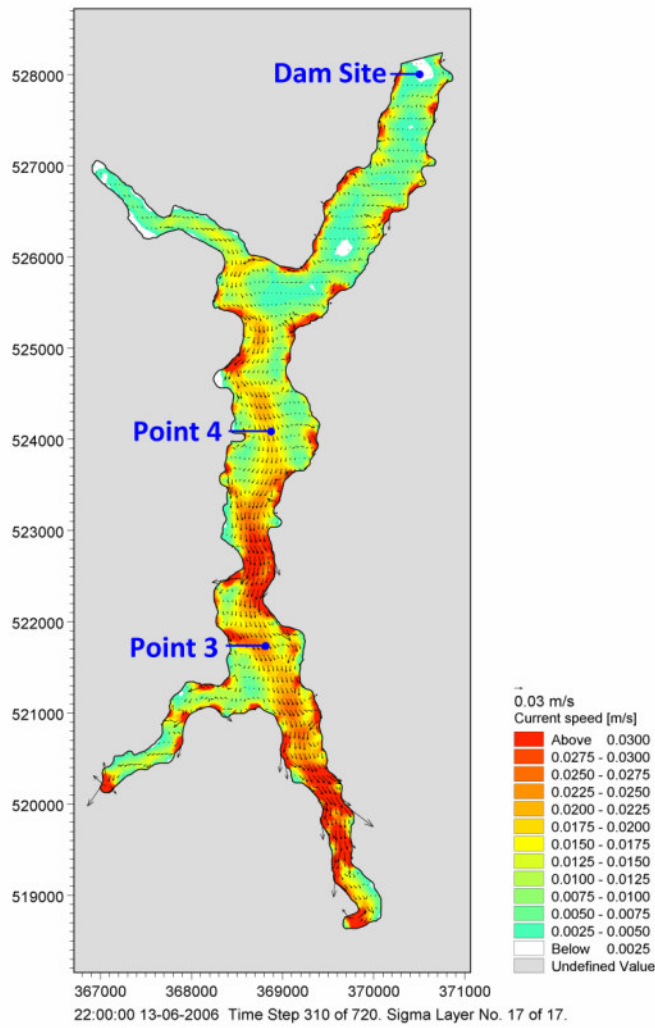 528000
527000
526000
525000
524000
523000
522000
521000
520000
519000
Dam Site
Point 4
Point 3
0.03 m/s
Current speed [m/s]
Above 0.0300
0.0275 - 0.0300
0.0250 - 0.0275
0.0225 - 0.0250
0.0200 - 0.0225
0.0175 - 0.0200
0.0150 - 0.0175
0.0125 - 0.0150
0.0100 - 0.0125
0.0075 - 0.0100
0.0050 - 0.0075
0.0025 - 0.0050
Below 0.0025
Undefined Value
367000 368000 369000 370000 371000
22:00:00 13-06-2006 Time Step 310 of 720. Sigma Layer No. 17 of 17.